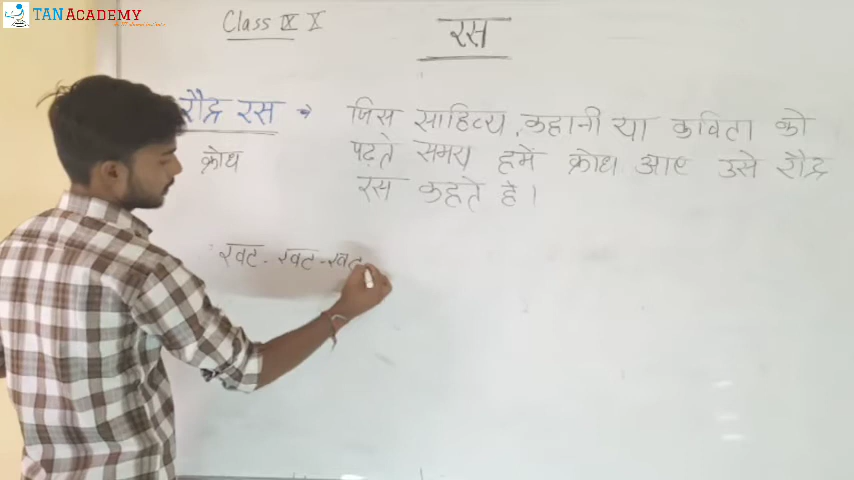 TAN ACADEMY
Class IX X
रस
रौद्र रस → जिस साहित्य, कहानी या कविता को
क्रोध पढ़ते समय हमें क्रोध आए उसे रौद्र
रस कहते है।
खट - खट - खट